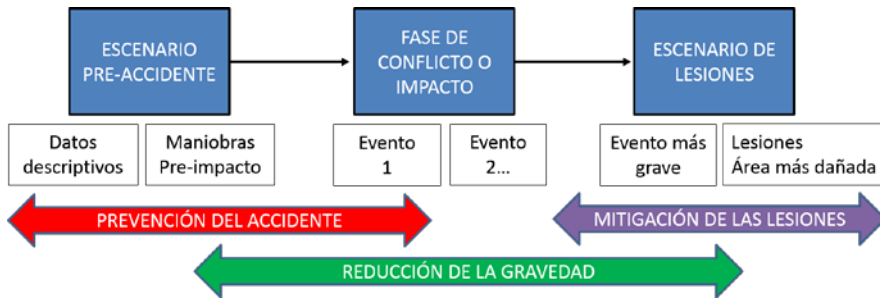 ESCENARIO
PRE-ACCIDENTE
FASE DE
CONFLICTO O
IMPACTO
ESCENARIO DE
LESIONES
Datos
descriptivos
Maniobras
Pre-impacto
Evento
1
Evento
2...
Evento más
grave
Lesiones
Área más dañada
PREVENCIÓN DEL ACCIDENTE
MITIGACIÓN DE LAS LESIONES
REDUCCIÓN DE LA GRAVEDAD